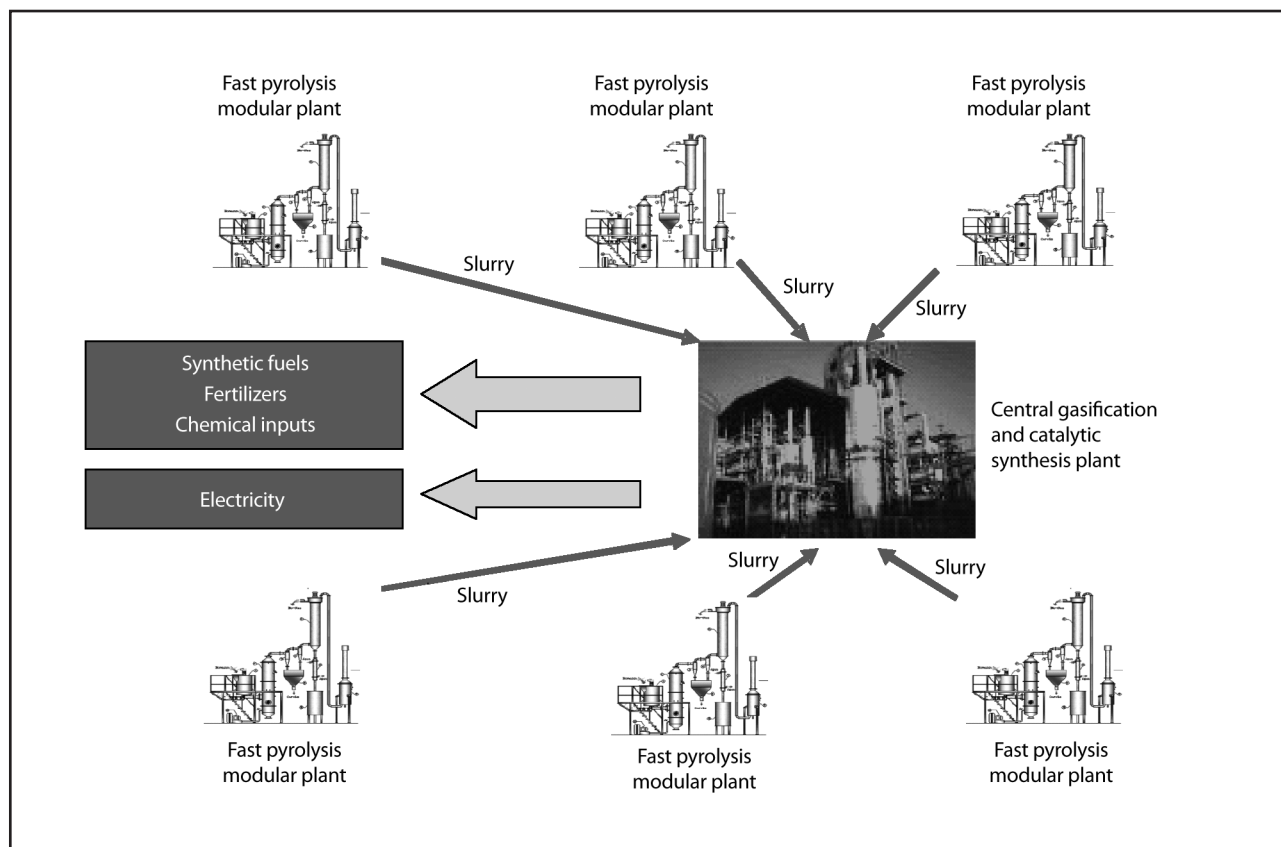 Fast pyrolysis
modular plant
Fast pyrolysis
modular plant
Fast pyrolysis
modular plant
Slurry
Slurry
Slurry
Synthetic fuels
Fertilizers
Chemical inputs
Central gasification
and catalytic
synthesis plant
Electricity
Slurry
Slurry
Slurry
Fast pyrolysis
modular plant
Fast pyrolysis
modular plant
Fast pyrolysis
modular plant